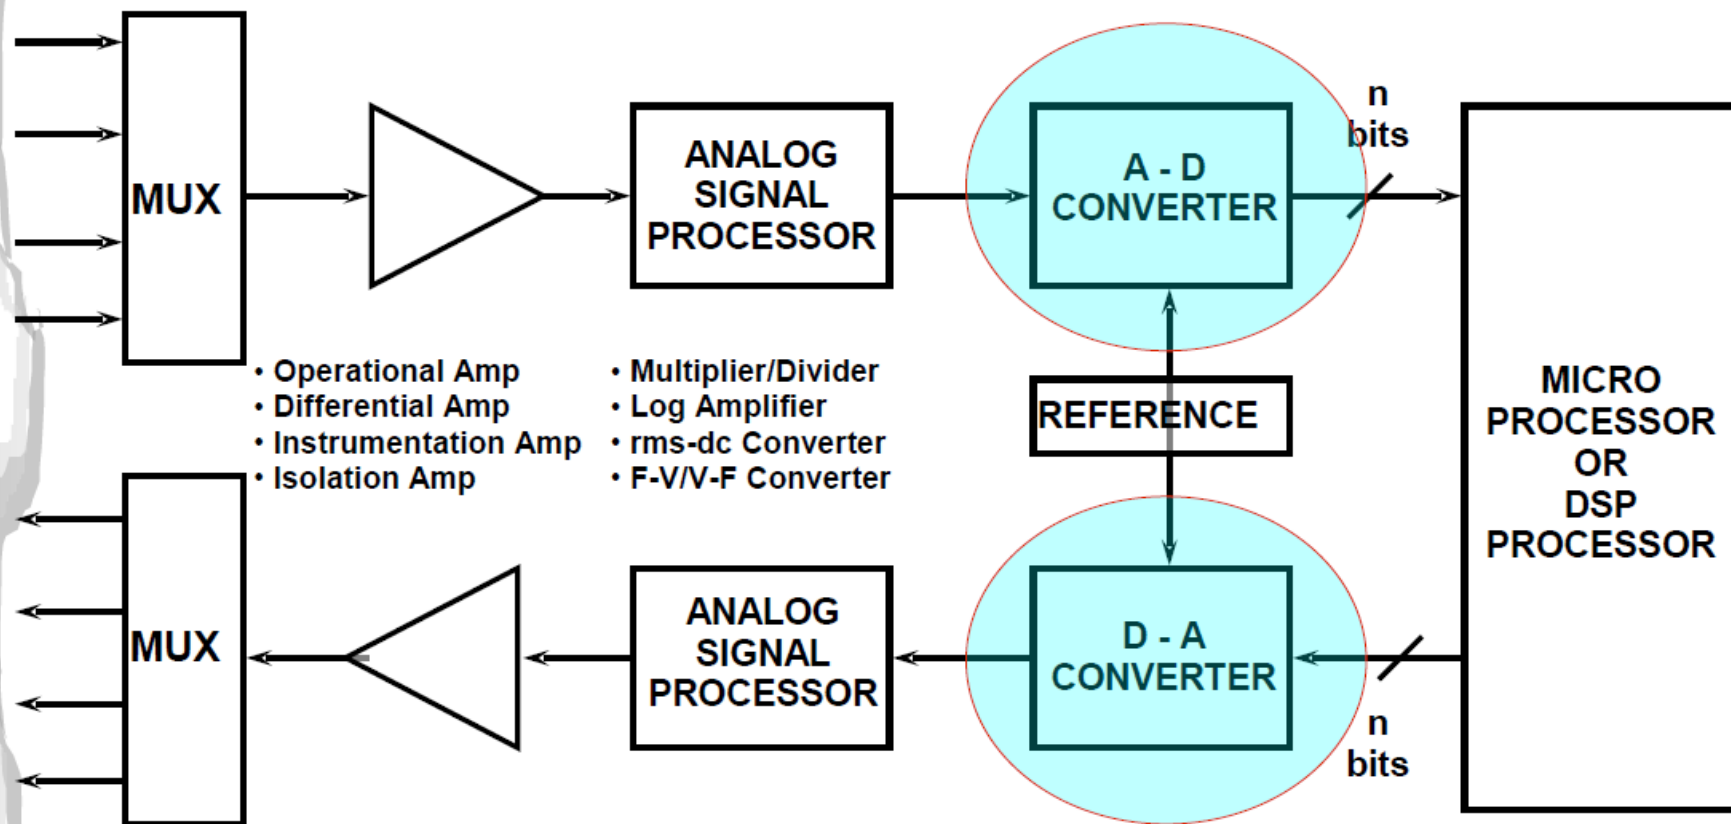 MUX
ANALOG
SIGNAL
PROCESSOR
A - D
CONVERTER
n
bits
• Operational Amp
• Differential Amp
• Instrumentation Amp
• Isolation Amp
• Multiplier/Divider
• Log Amplifier
• rms-dc Converter
• F-V/V-F Converter
REFERENCE
MICRO
PROCESSOR
OR
DSP
PROCESSOR
MUX
ANALOG
SIGNAL
PROCESSOR
D - A
CONVERTER
n
bits